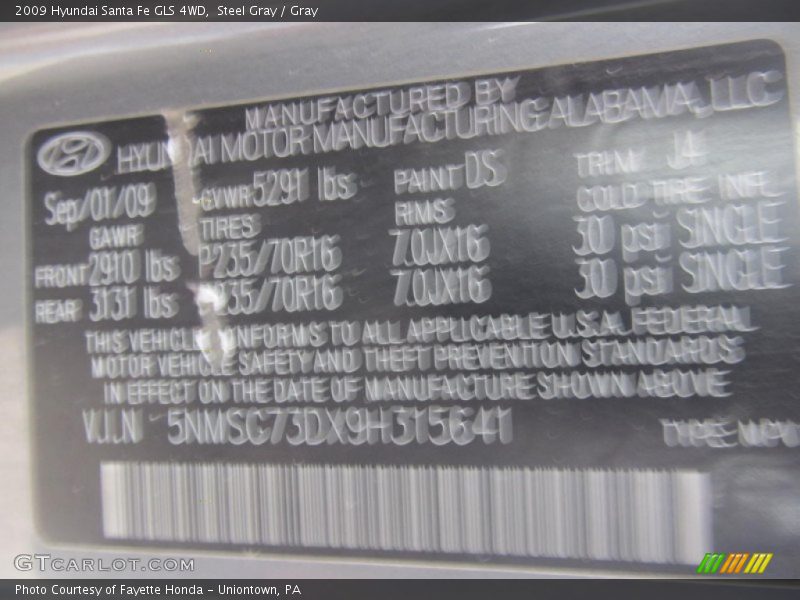 2009 Hyundai Santa Fe GLS 4WD,  Steel Gray / Gray
MANUFACTURED BY
HYUNDAI MOTOR MANUFACTURING ALABAMA, LLC
Sep/01/09 GVWR 5291 lbs PAINT DS TRIM J4
GAWR TIRES RIMS COLD TIRE INFL
FRONT 2910 lbs P235/70R16 7.0JX16 30 psi SINGLE
REAR 3131 lbs P235/70R16 7.0JX16 30 psi SINGLE
THIS VEHICLE CONFORMS TO ALL APPLICABLE U.S.A. FEDERAL
MOTOR VEHICLE SAFETY AND THEFT PREVENTION STANDARDS
IN EFFECT ON THE DATE OF MANUFACTURE SHOWN ABOVE
V.I.N 5NMSG73DX9H315641 TYPE
GTCARLOT.COM
Photo Courtesy of Fayette Honda – Uniontown, PA